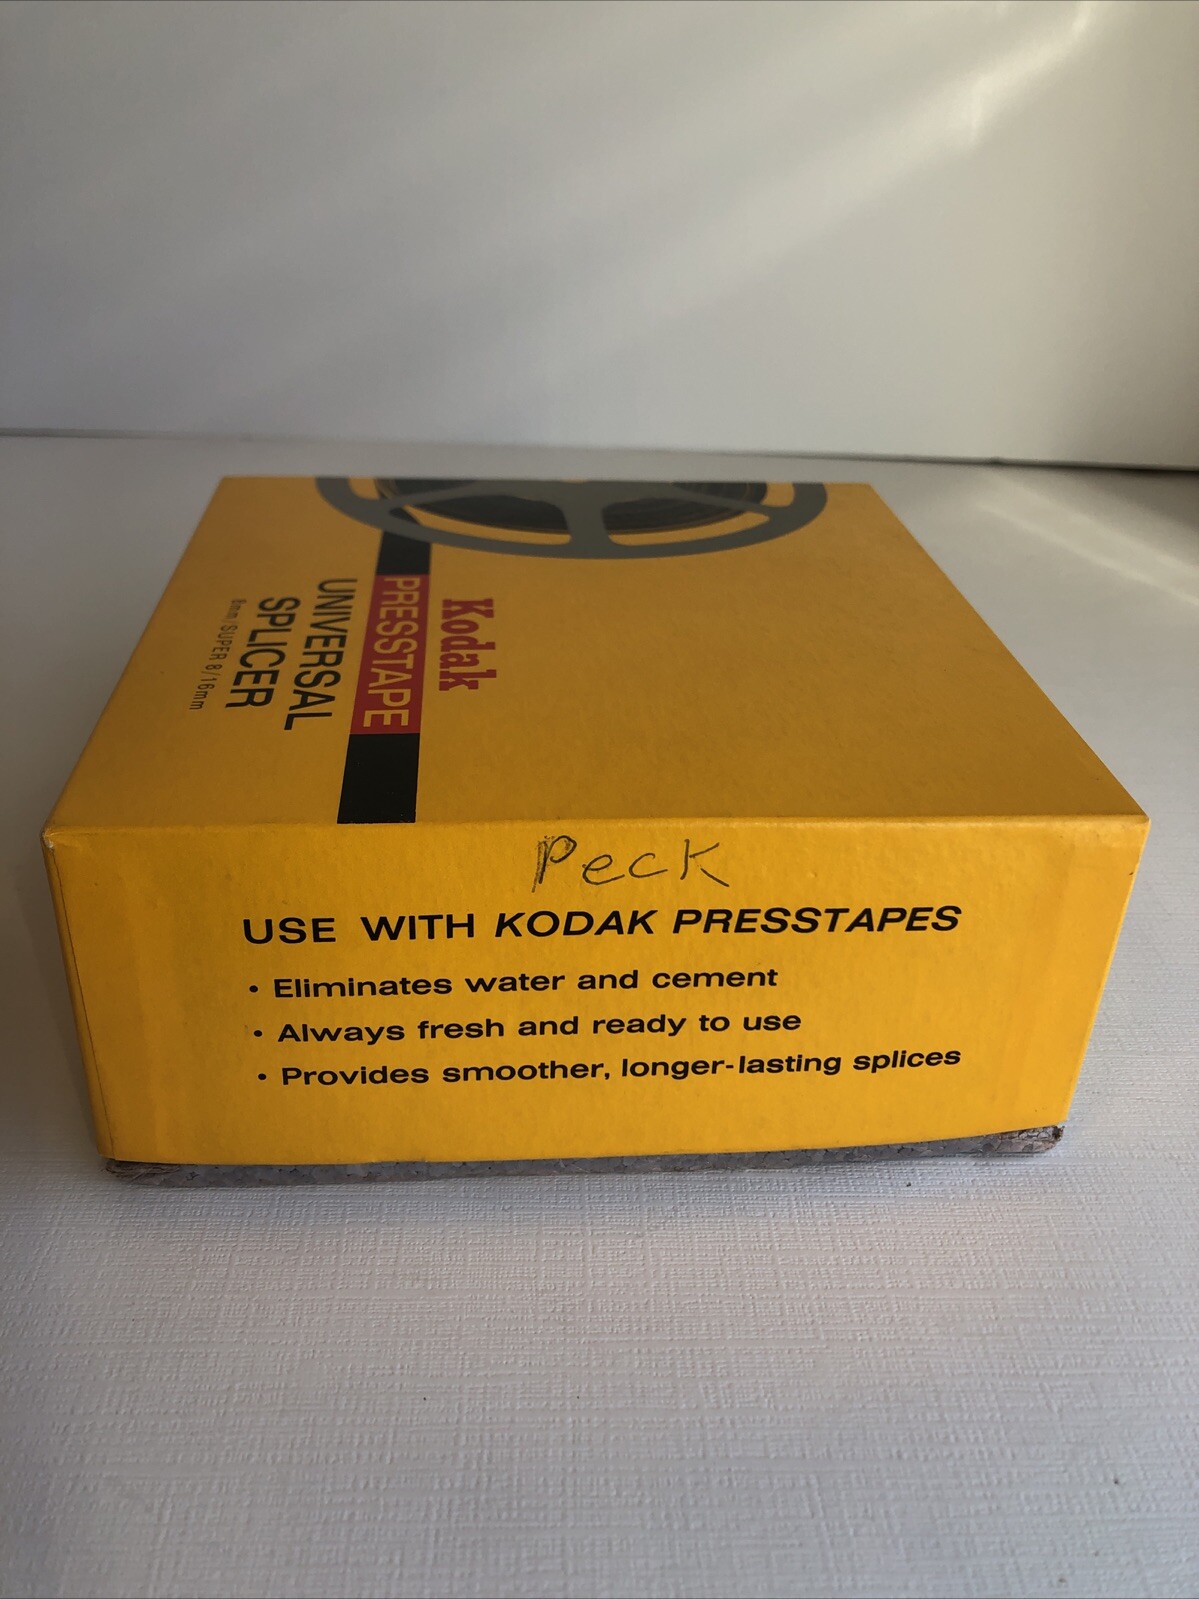 Kodak
PRESSTAPE
UNIVERSAL
SPLICER
8mm/SUPER 8/16mm
Peck
USE WITH KODAK PRESSTAPES
• Eliminates water and cement
• Always fresh and ready to use
• Provides smoother, longer-lasting splices